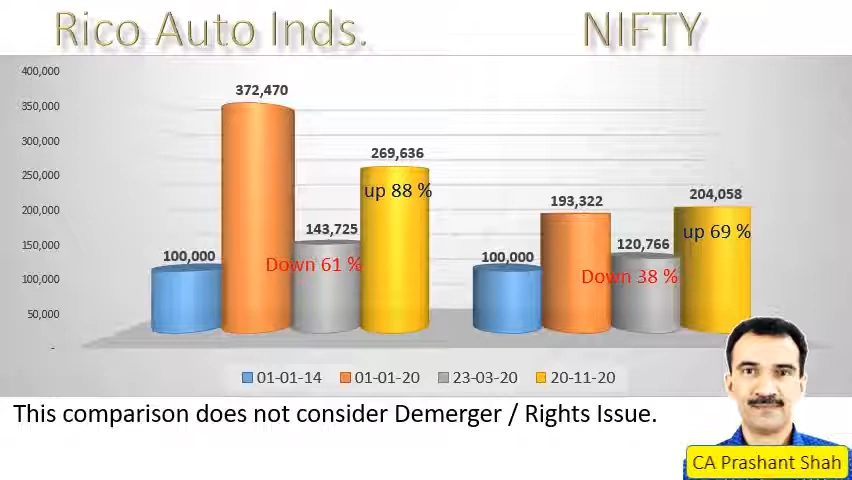 Rico Auto Inds. NIFTY
400,000
372,470
350,000
300,000
269,636
250,000
up 88 %
193,322
204,058
200,000
143,725
up 69 %
150,000
100,000
Down 61 %
100,000
120,766
Down 38 %
100,000
50,000
-
01-01-14 01-01-20 23-03-20 20-11-20
This comparison does not consider Demerger / Rights Issue.
CA Prashant Shah